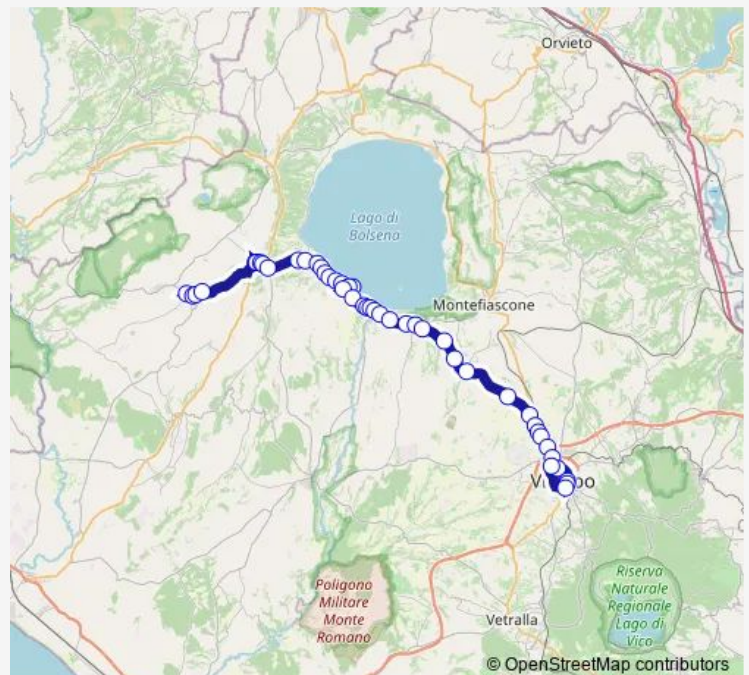 Orvieto
Lago di
Bolsena
Montefiascone
Poligono
Militare
Monte
Romano
Riserva
Naturale
Regionale
Lago di
Vico
Vetralla
© OpenStreetMap contributors